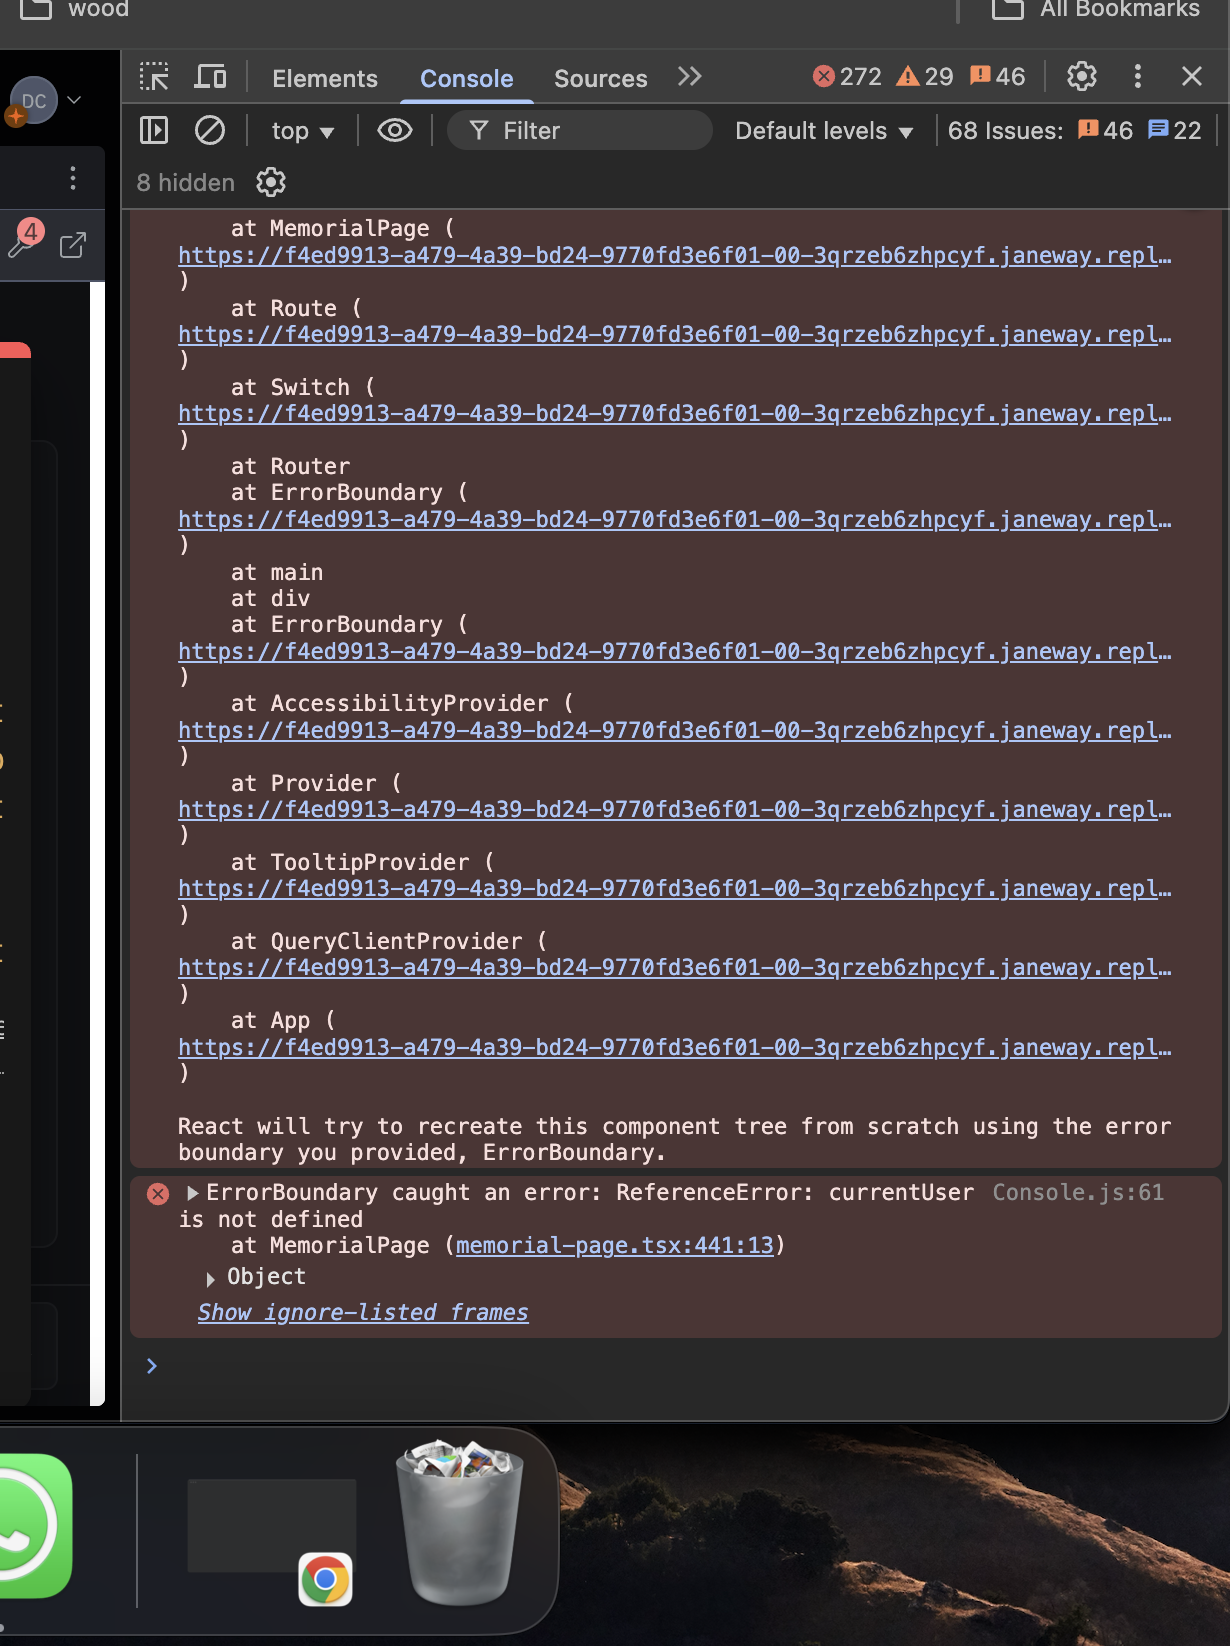 wood
All Bookmarks
DC
Elements
Console
Sources
272
29
46
top
Filter
Default levels
68 Issues:
46
22
8 hidden
4
at MemorialPage (
https://f4ed9913-a479-4a39-bd24-9770fd3e6f01-00-3qrzeb6zhpcyf.janeway.repl…
)
at Route (
https://f4ed9913-a479-4a39-bd24-9770fd3e6f01-00-3qrzeb6zhpcyf.janeway.repl…
)
at Switch (
https://f4ed9913-a479-4a39-bd24-9770fd3e6f01-00-3qrzeb6zhpcyf.janeway.repl…
)
at Router
at ErrorBoundary (
https://f4ed9913-a479-4a39-bd24-9770fd3e6f01-00-3qrzeb6zhpcyf.janeway.repl…
)
at main
at div
at ErrorBoundary (
https://f4ed9913-a479-4a39-bd24-9770fd3e6f01-00-3qrzeb6zhpcyf.janeway.repl…
)
at AccessibilityProvider (
https://f4ed9913-a479-4a39-bd24-9770fd3e6f01-00-3qrzeb6zhpcyf.janeway.repl…
)
at Provider (
https://f4ed9913-a479-4a39-bd24-9770fd3e6f01-00-3qrzeb6zhpcyf.janeway.repl…
)
at TooltipProvider (
https://f4ed9913-a479-4a39-bd24-9770fd3e6f01-00-3qrzeb6zhpcyf.janeway.repl…
)
at QueryClientProvider (
https://f4ed9913-a479-4a39-bd24-9770fd3e6f01-00-3qrzeb6zhpcyf.janeway.repl…
)
at App (
https://f4ed9913-a479-4a39-bd24-9770fd3e6f01-00-3qrzeb6zhpcyf.janeway.repl…
)
React will try to recreate this component tree from scratch using the error
boundary you provided, ErrorBoundary.
ErrorBoundary caught an error: ReferenceError: currentUser Console.js:61
is not defined
at MemorialPage (memorial-page.tsx:441:13)
Object
Show ignore-listed frames